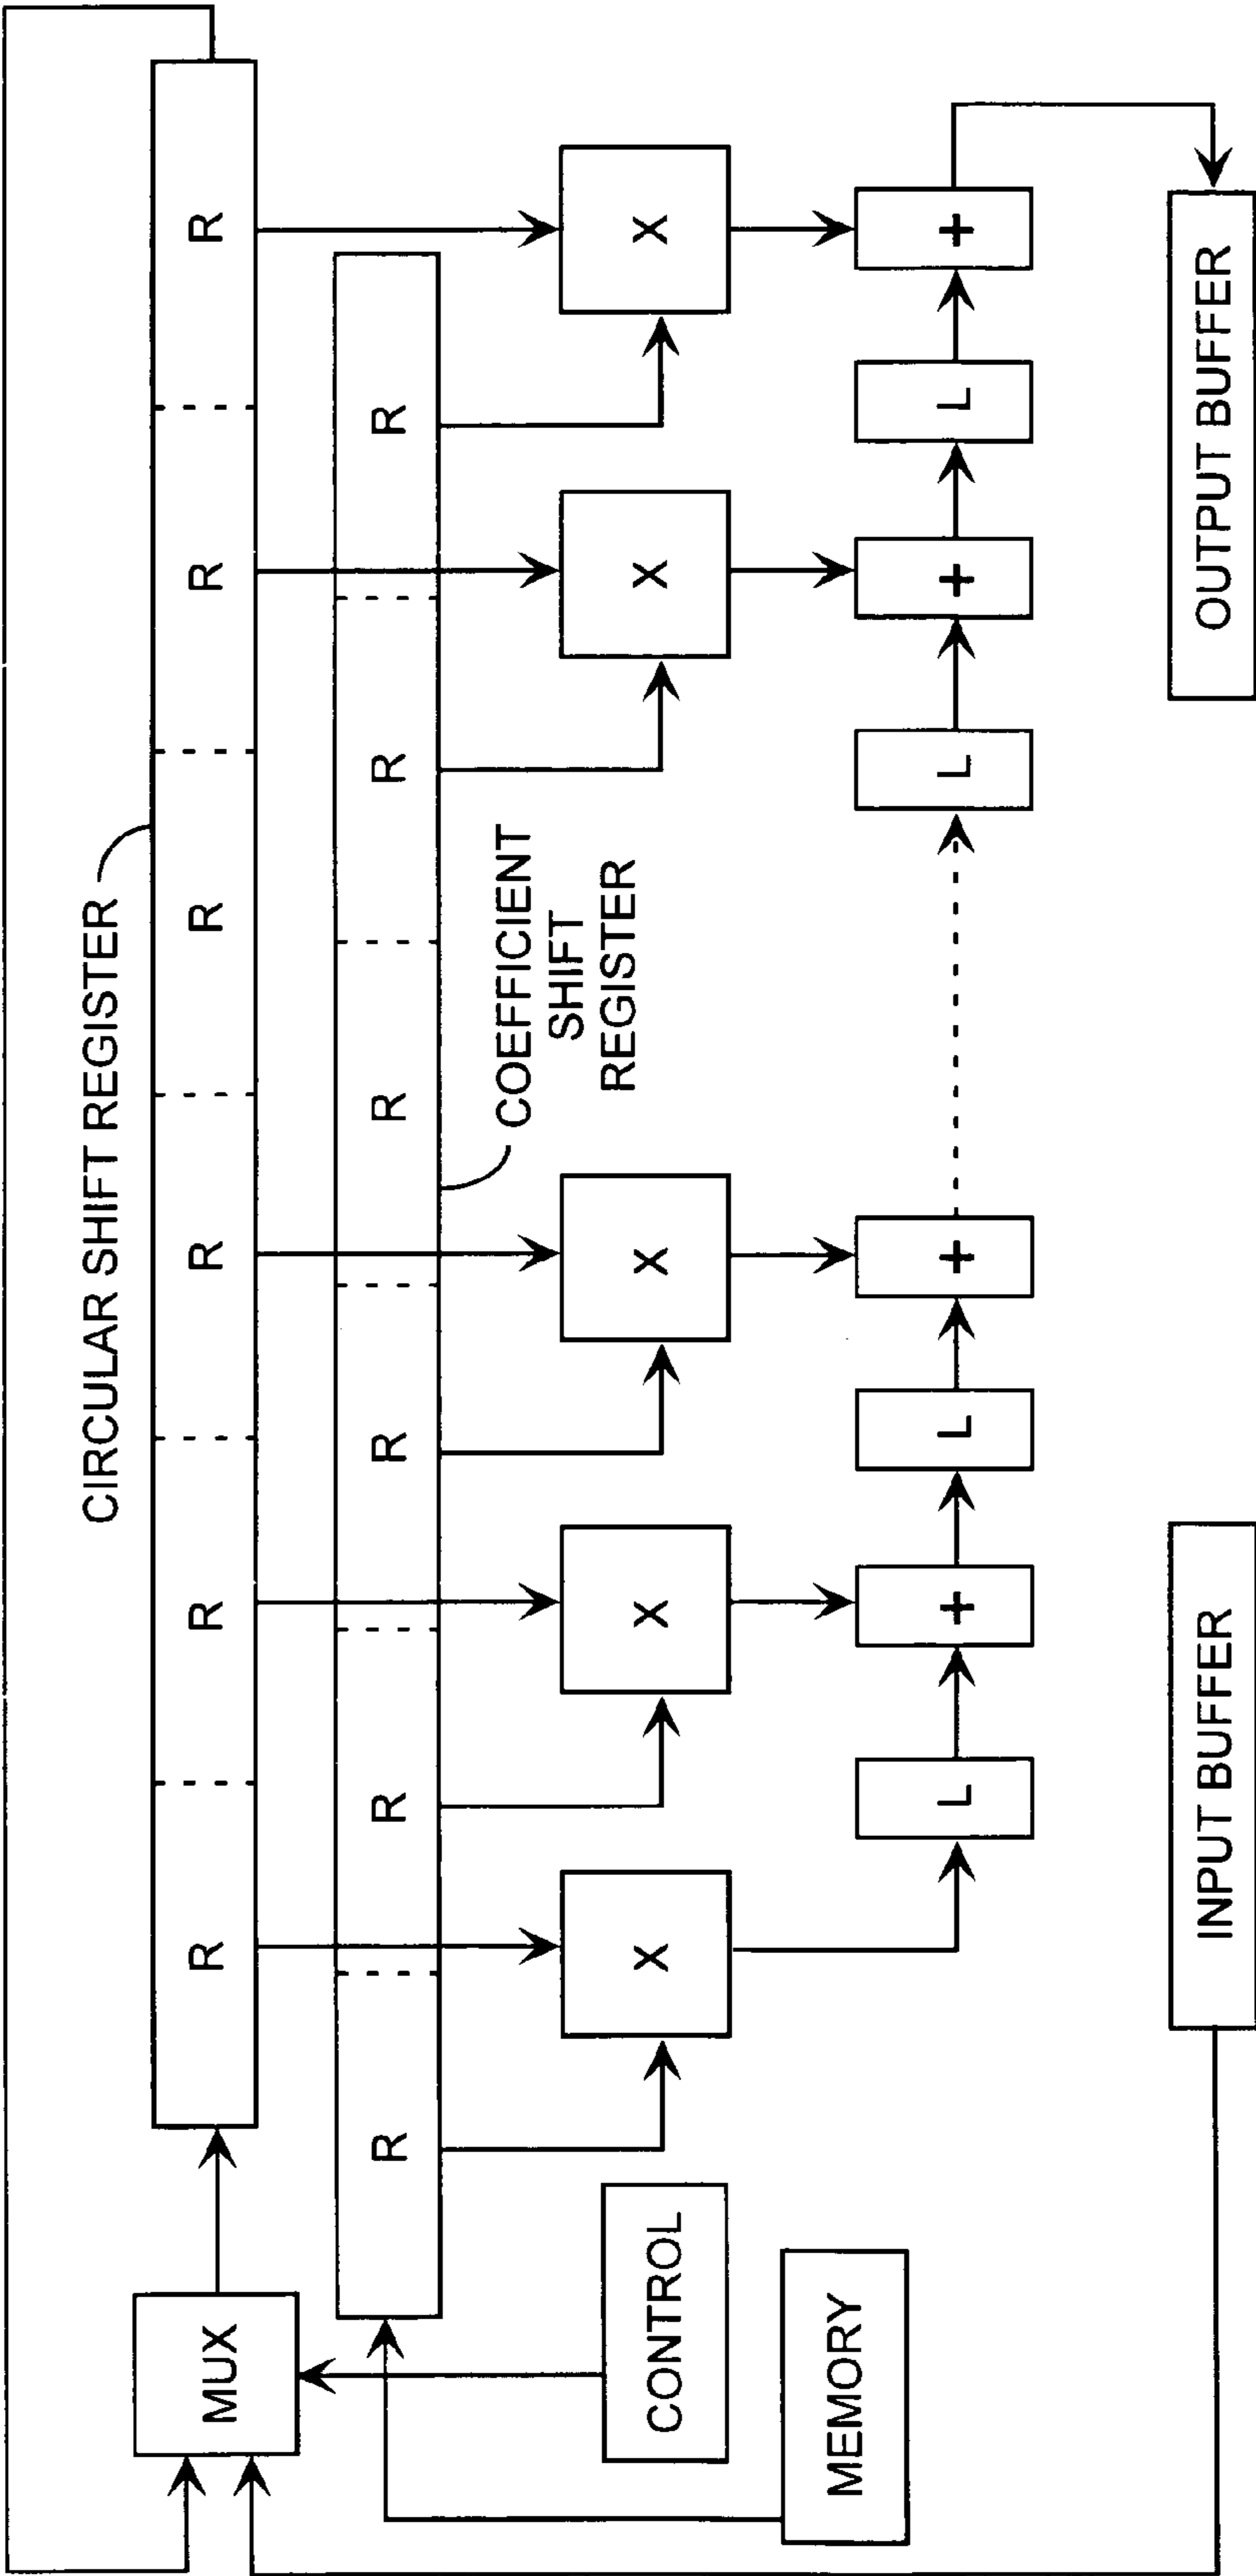 CIRCULAR SHIFT REGISTER
MUX
R R R R R R
R R R R R R
COEFFICIENT
SHIFT
REGISTER
CONTROL
X X X X X
MEMORY
L + L + L + L +
INPUT BUFFER
OUTPUT BUFFER